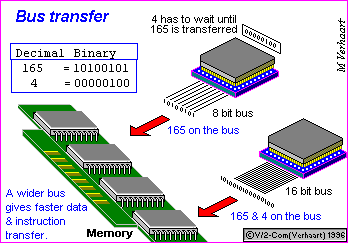 Bus transfer
4 has to wait until
165 is transferred
00000100
M Verhaart
Decimal Binary
165 = 10100101
4 = 00000100
8 bit bus
165 on the bus
16 bit bus
A wider bus
gives faster data
& instruction
transfer.
165 & 4 on the bus
Memory
©V/2-Com(Verhaart) 1996